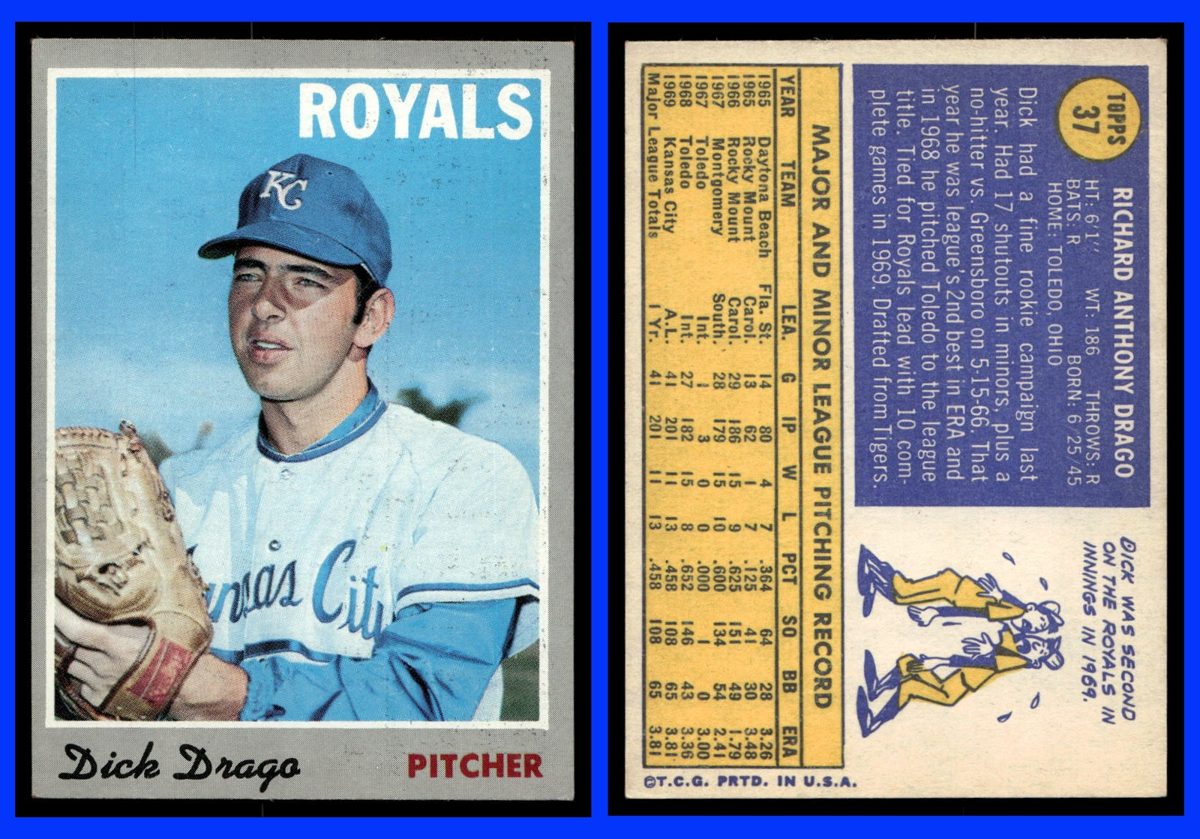 ROYALS
KC
Kansas City
Dick Drago
PITCHER
TOPPS
37
RICHARD ANTHONY DRAGO
HT: 6'1" WT: 186 THROWS: R
BATS: R BORN: 6/25/45
HOME: TOLEDO, OHIO
Dick had a fine rookie campaign last
year. Had 17 shutouts in minors, plus a
no-hitter vs. Greensboro on 5-15-66. That
year he was league's 2nd best in ERA and
in 1968 he pitched Toledo to the league
title. Tied for Royals lead with 10 com-
plete games in 1969. Drafted from Tigers.
DICK WAS SECOND
ON THE ROYALS IN
INNINGS IN 1969.
MAJOR AND MINOR LEAGUE PITCHING RECORD
YEAR TEAM LEA. G IP W L PCT SO BB ERA
1965 Daytona Beach Fla. St. 14 80 4 7 .364 64 28 3.26
1965 Rocky Mount Carol. 13 62 1 7 .125 41 30 3.48
1966 Rocky Mount Carol. 29 186 15 9 .625 151 49 1.79
1967 Montgomery South. 28 179 15 10 .600 134 54 2.41
1967 Toledo Int. 1 3 0 0 .000 1 0 3.00
1968 Toledo Int. 27 182 15 8 .652 146 43 3.36
1969 Kansas City A.L. 41 201 11 13 .458 108 65 3.81
Major League Totals 1 Yr. 41 201 11 13 .458 108 65 3.81
©T.C.G. PRTD. IN U.S.A.